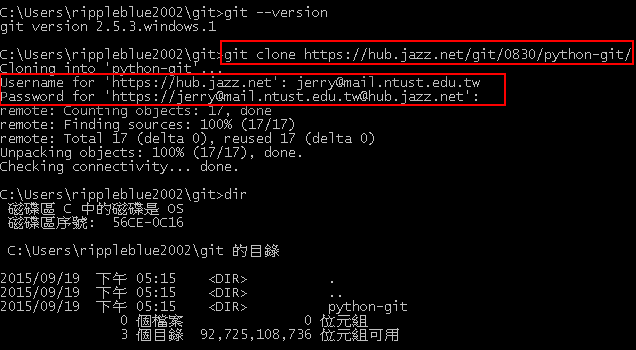 C:\Users\rippleblue2002\git>git --version
git version 2.5.3.windows.1
C:\Users\rippleblue2002\git>git clone https://hub.jazz.net/git/0830/python-git/
Cloning into 'python-git'...
Username for 'https://hub.jazz.net': jerry@mail.ntust.edu.tw
Password for 'https://jerry@mail.ntust.edu.tw@hub.jazz.net':
remote: Counting objects: 17, done
remote: Finding sources: 100% (17/17)
remote: Total 17 (delta 0), reused 17 (delta 0)
Unpacking objects: 100% (17/17), done.
Checking connectivity... done.
C:\Users\rippleblue2002\git>dir
磁碟區 C 中的磁碟是 OS
磁碟區序號:  56CE-0C16
C:\Users\rippleblue2002\git 的目錄
2015/09/19  下午 05:15    <DIR>          .
2015/09/19  下午 05:15    <DIR>          ..
2015/09/19  下午 05:15    <DIR>          python-git
0 個檔案               0 位元組
3 個目錄  92,725,108,736 位元組可用